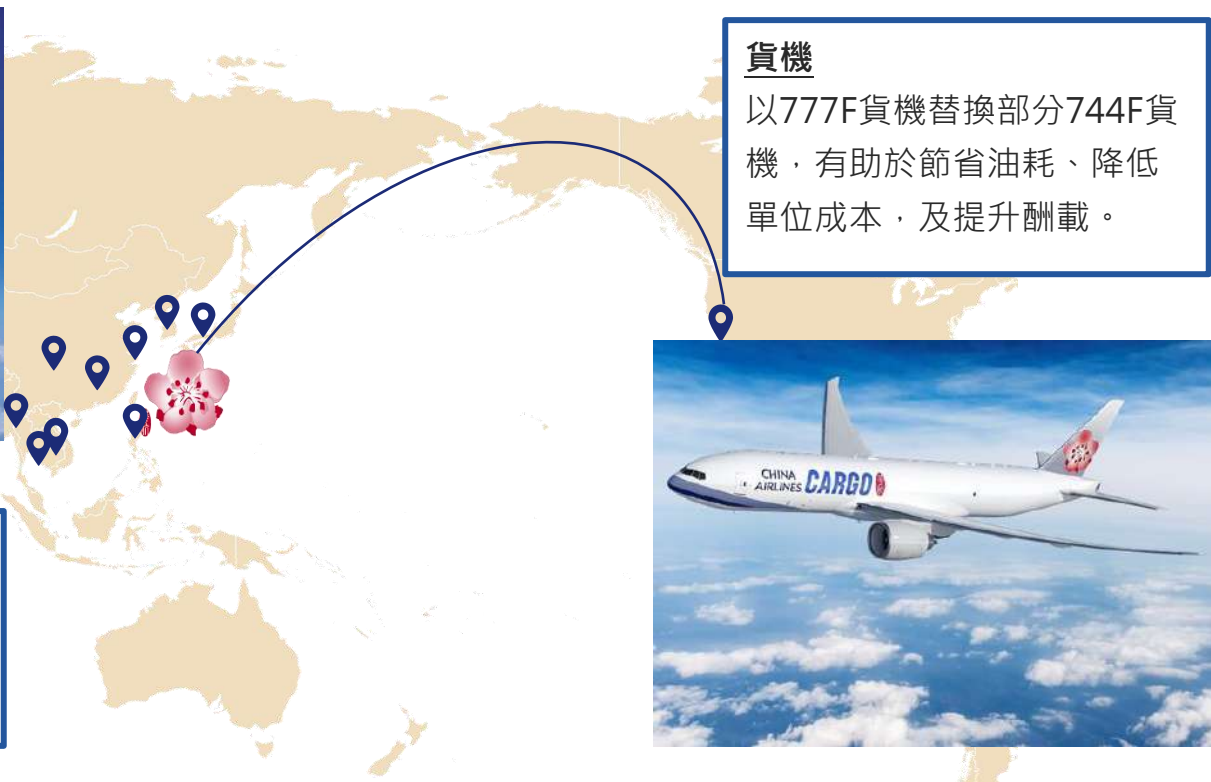 貨機
以777F貨機替換部分744F貨
機，有助於節省油耗、降低
單位成本，及提升酬載。
CHINA
AIRLINES CARGO